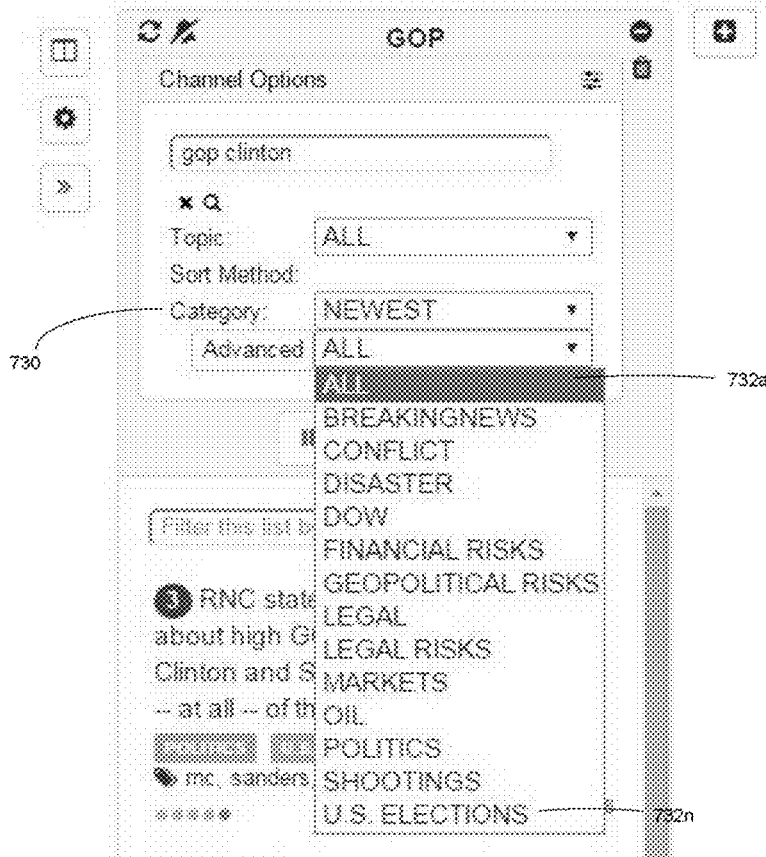 GOP
Channel Options
gop clinton
Topic: ALL
Sort Method:
Category: NEWEST
730
Advanced ALL
ALL 732a
BREAKINGNEWS
CONFLICT
DISASTER
DOW
FINANCIAL RISKS
GEOPOLITICAL RISKS
LEGAL
LEGAL RISKS
MARKETS
OIL
POLITICS
SHOOTINGS
U.S. ELECTIONS 732n
Filter this list b
3 RNC state
about high G
Clinton and S
-- at all -- of th
rnc, sanders,